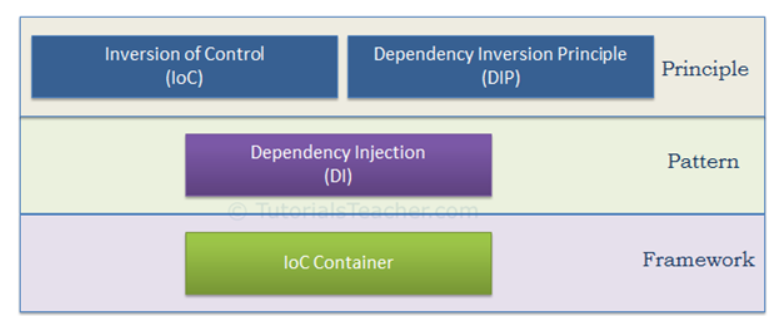 Inversion of Control
(IoC)
Dependency Inversion Principle
(DIP)
Principle
Dependency Injection
(DI)
Pattern
© TutorialsTeacher.com
IoC Container
Framework